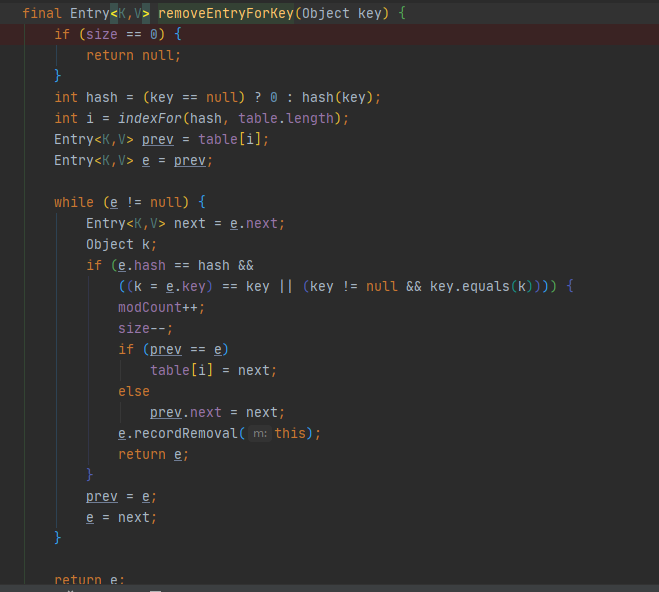 final Entry<K,V> removeEntryForKey(Object key) {
    if (size == 0) {
        return null;
    }
    int hash = (key == null) ? 0 : hash(key);
    int i = indexFor(hash, table.length);
    Entry<K,V> prev = table[i];
    Entry<K,V> e = prev;

    while (e != null) {
        Entry<K,V> next = e.next;
        Object k;
        if (e.hash == hash &&
            ((k = e.key) == key || (key != null && key.equals(k)))) {
            modCount++;
            size--;
            if (prev == e)
                table[i] = next;
            else
                prev.next = next;
            e.recordRemoval( m: this);
            return e;
        }
        prev = e;
        e = next;
    }

    return e;